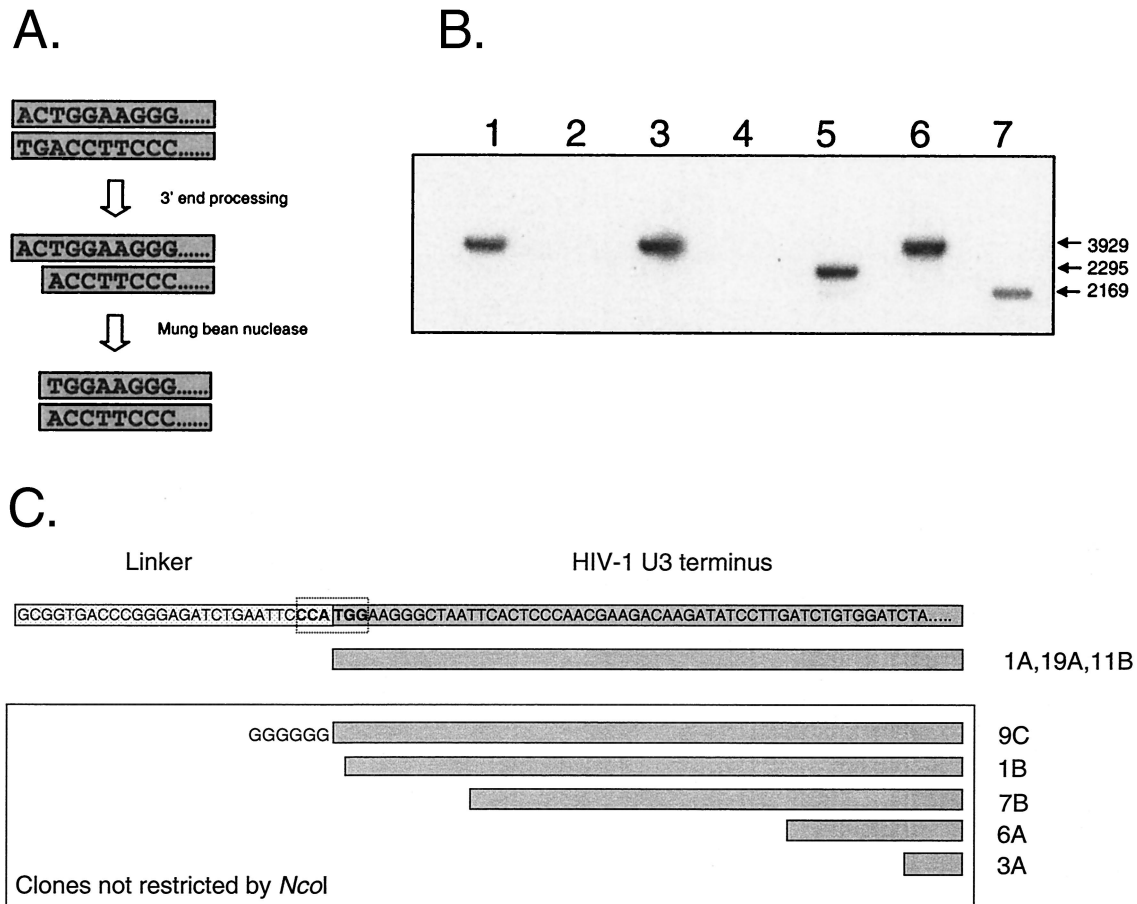 A.
ACTGGAAGGG......
TGACCTTCCC......
3' end processing
ACTGGAAGGG......
ACCTTCCC......
Mung bean nuclease
TGGAAGGG......
ACCTTCCC......
B.
1 2 3 4 5 6 7
3929
2295
2169
C.
Linker HIV-1 U3 terminus
GCGGTGACCCGGGAGATCTGAATTCCCATGGAAGGGCTAATTCACTCCCAACGAAGACAAGATATCCTTGATCTGTGGATCTA.....
1A,19A,11B
GGGGGG 9C
1B
7B
6A
3A
Clones not restricted by NcoI